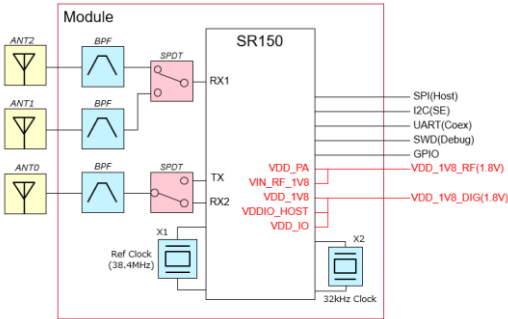 Module
ANT2
BPF
SPDT
SR150
RX1
ANT1
BPF
SPI(Host)
I2C(SE)
UART(Coex)
SWD(Debug)
GPIO
ANT0
BPF
SPDT
VDD_PA
VDD_1V8_RF(1.8V)
TX
VIN_RF_1V8
RX2
VDD_1V8
VDD_1V8_DIG(1.8V)
VDDIO_HOST
VDD_IO
X1
X2
Ref Clock
(38.4MHz)
32kHz Clock